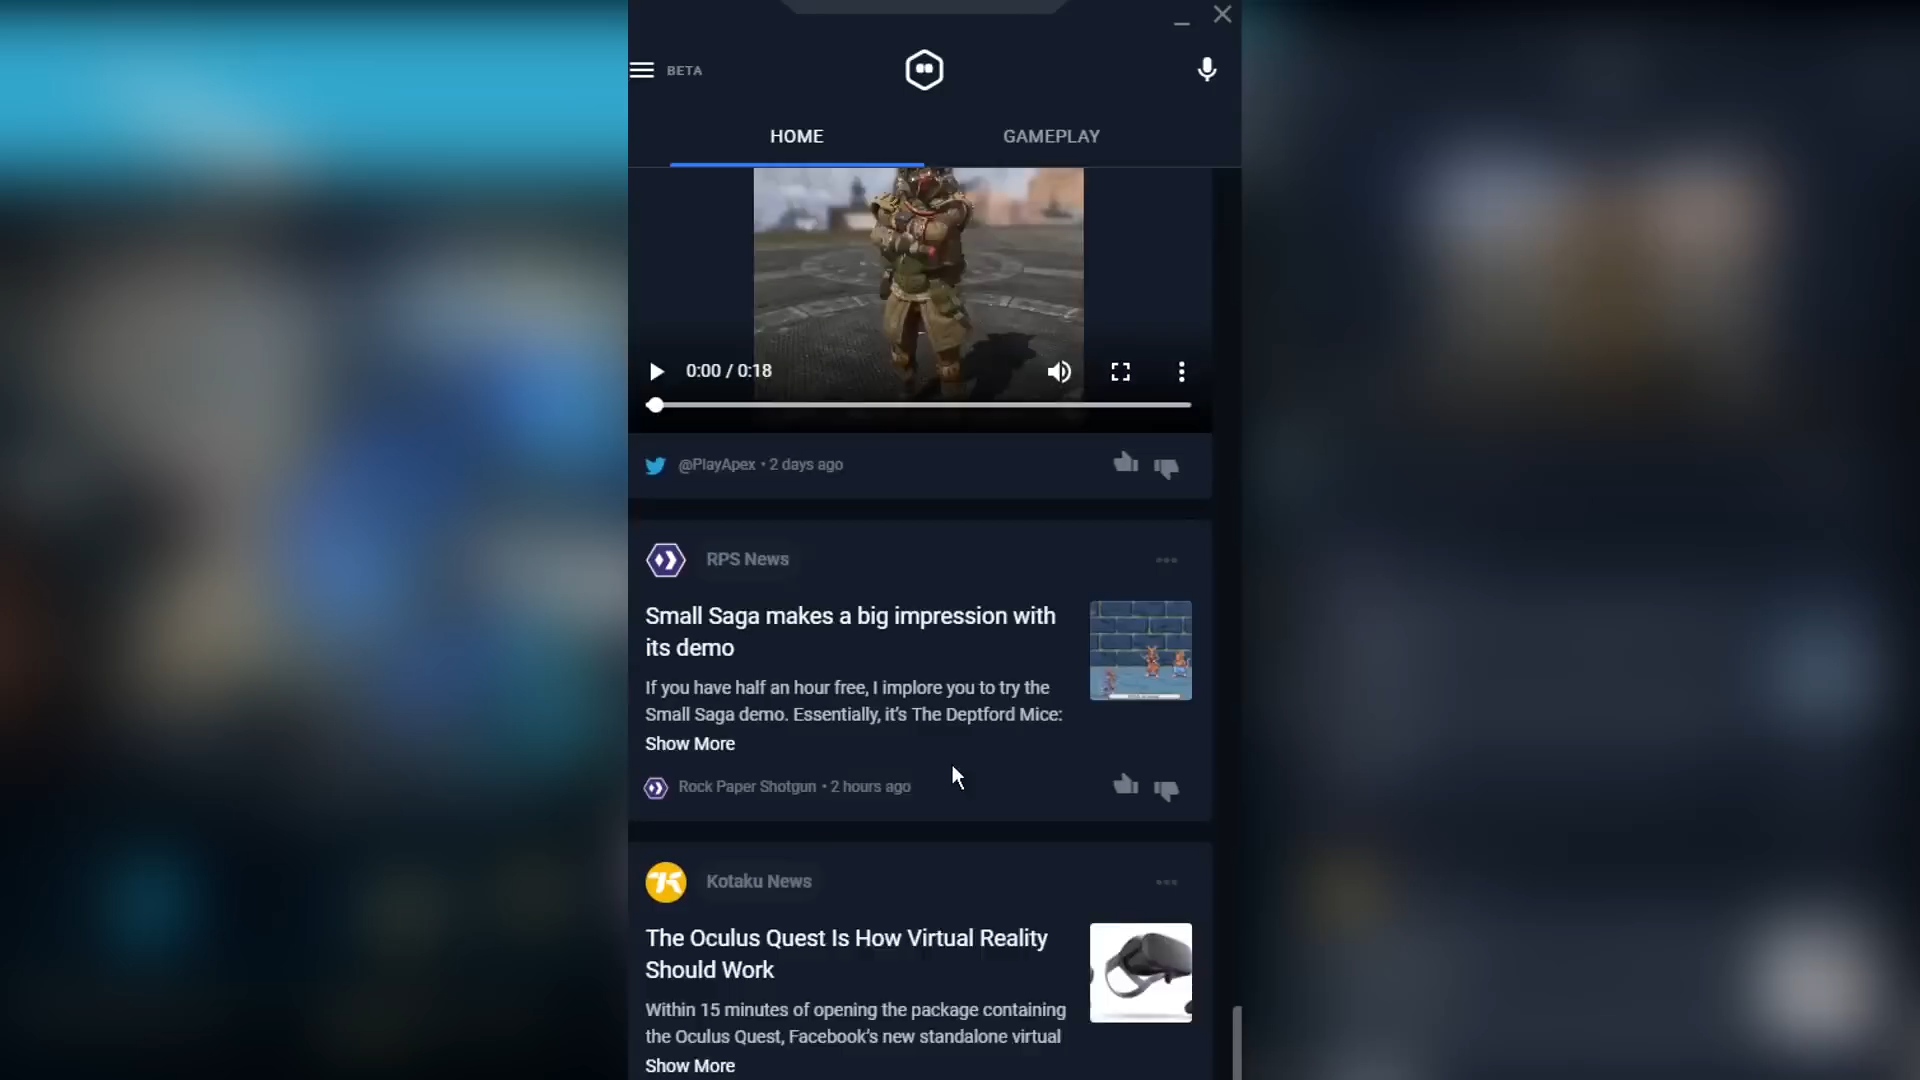 BETA
HOME
GAMEPLAY
0:00 / 0:18
@PlayApex • 2 days ago
RPS News
Small Saga makes a big impression with
its demo
If you have half an hour free, I implore you to try the
Small Saga demo. Essentially, it's The Deptford Mice:
Show More
Rock Paper Shotgun • 2 hours ago
Kotaku News
The Oculus Quest Is How Virtual Reality
Should Work
Within 15 minutes of opening the package containing
the Oculus Quest, Facebook's new standalone virtual
Show More